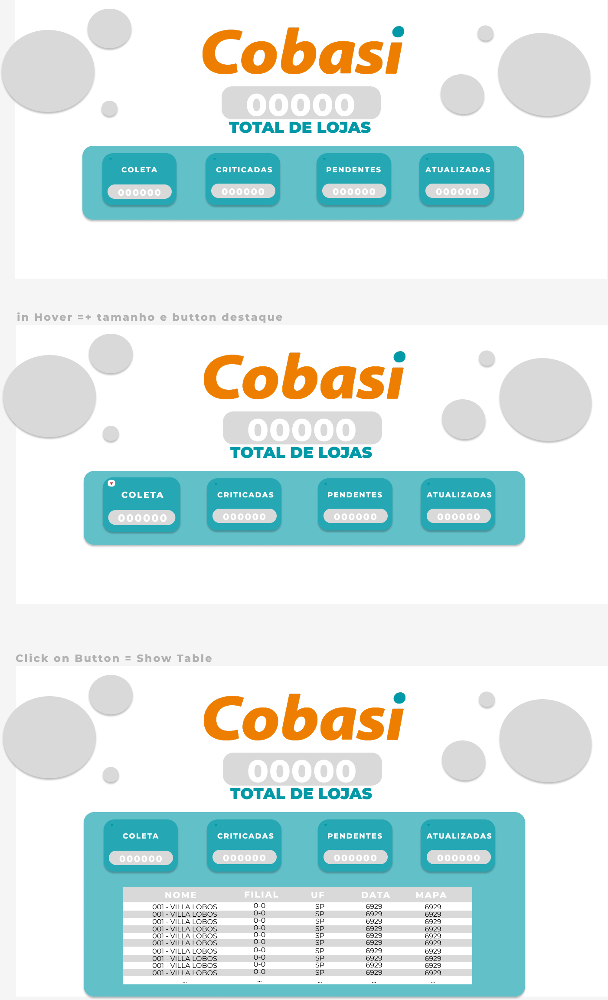 Cobasi
00000
TOTAL DE LOJAS
COLETA CRITICADAS PENDENTES ATUALIZADAS
000000 000000 000000 000000
in Hover =+ tamanho e button destaque
Cobasi
00000
TOTAL DE LOJAS
COLETA CRITICADAS PENDENTES ATUALIZADAS
000000 000000 000000 000000
Click on Button = Show Table
Cobasi
00000
TOTAL DE LOJAS
COLETA CRITICADAS PENDENTES ATUALIZADAS
000000 000000 000000 000000
NOME FILIAL UF DATA MAPA
001 - VILLA LOBOS 0-0 SP 6929 6929
001 - VILLA LOBOS 0-0 SP 6929 6929
001 - VILLA LOBOS 0-0 SP 6929 6929
001 - VILLA LOBOS 0-0 SP 6929 6929
001 - VILLA LOBOS 0-0 SP 6929 6929
001 - VILLA LOBOS 0-0 SP 6929 6929
001 - VILLA LOBOS 0-0 SP 6929 6929
001 - VILLA LOBOS 0-0 SP 6929 6929
001 - VILLA LOBOS 0-0 SP 6929 6929
001 - VILLA LOBOS 0-0 SP 6929 6929
... ... ... ... ...